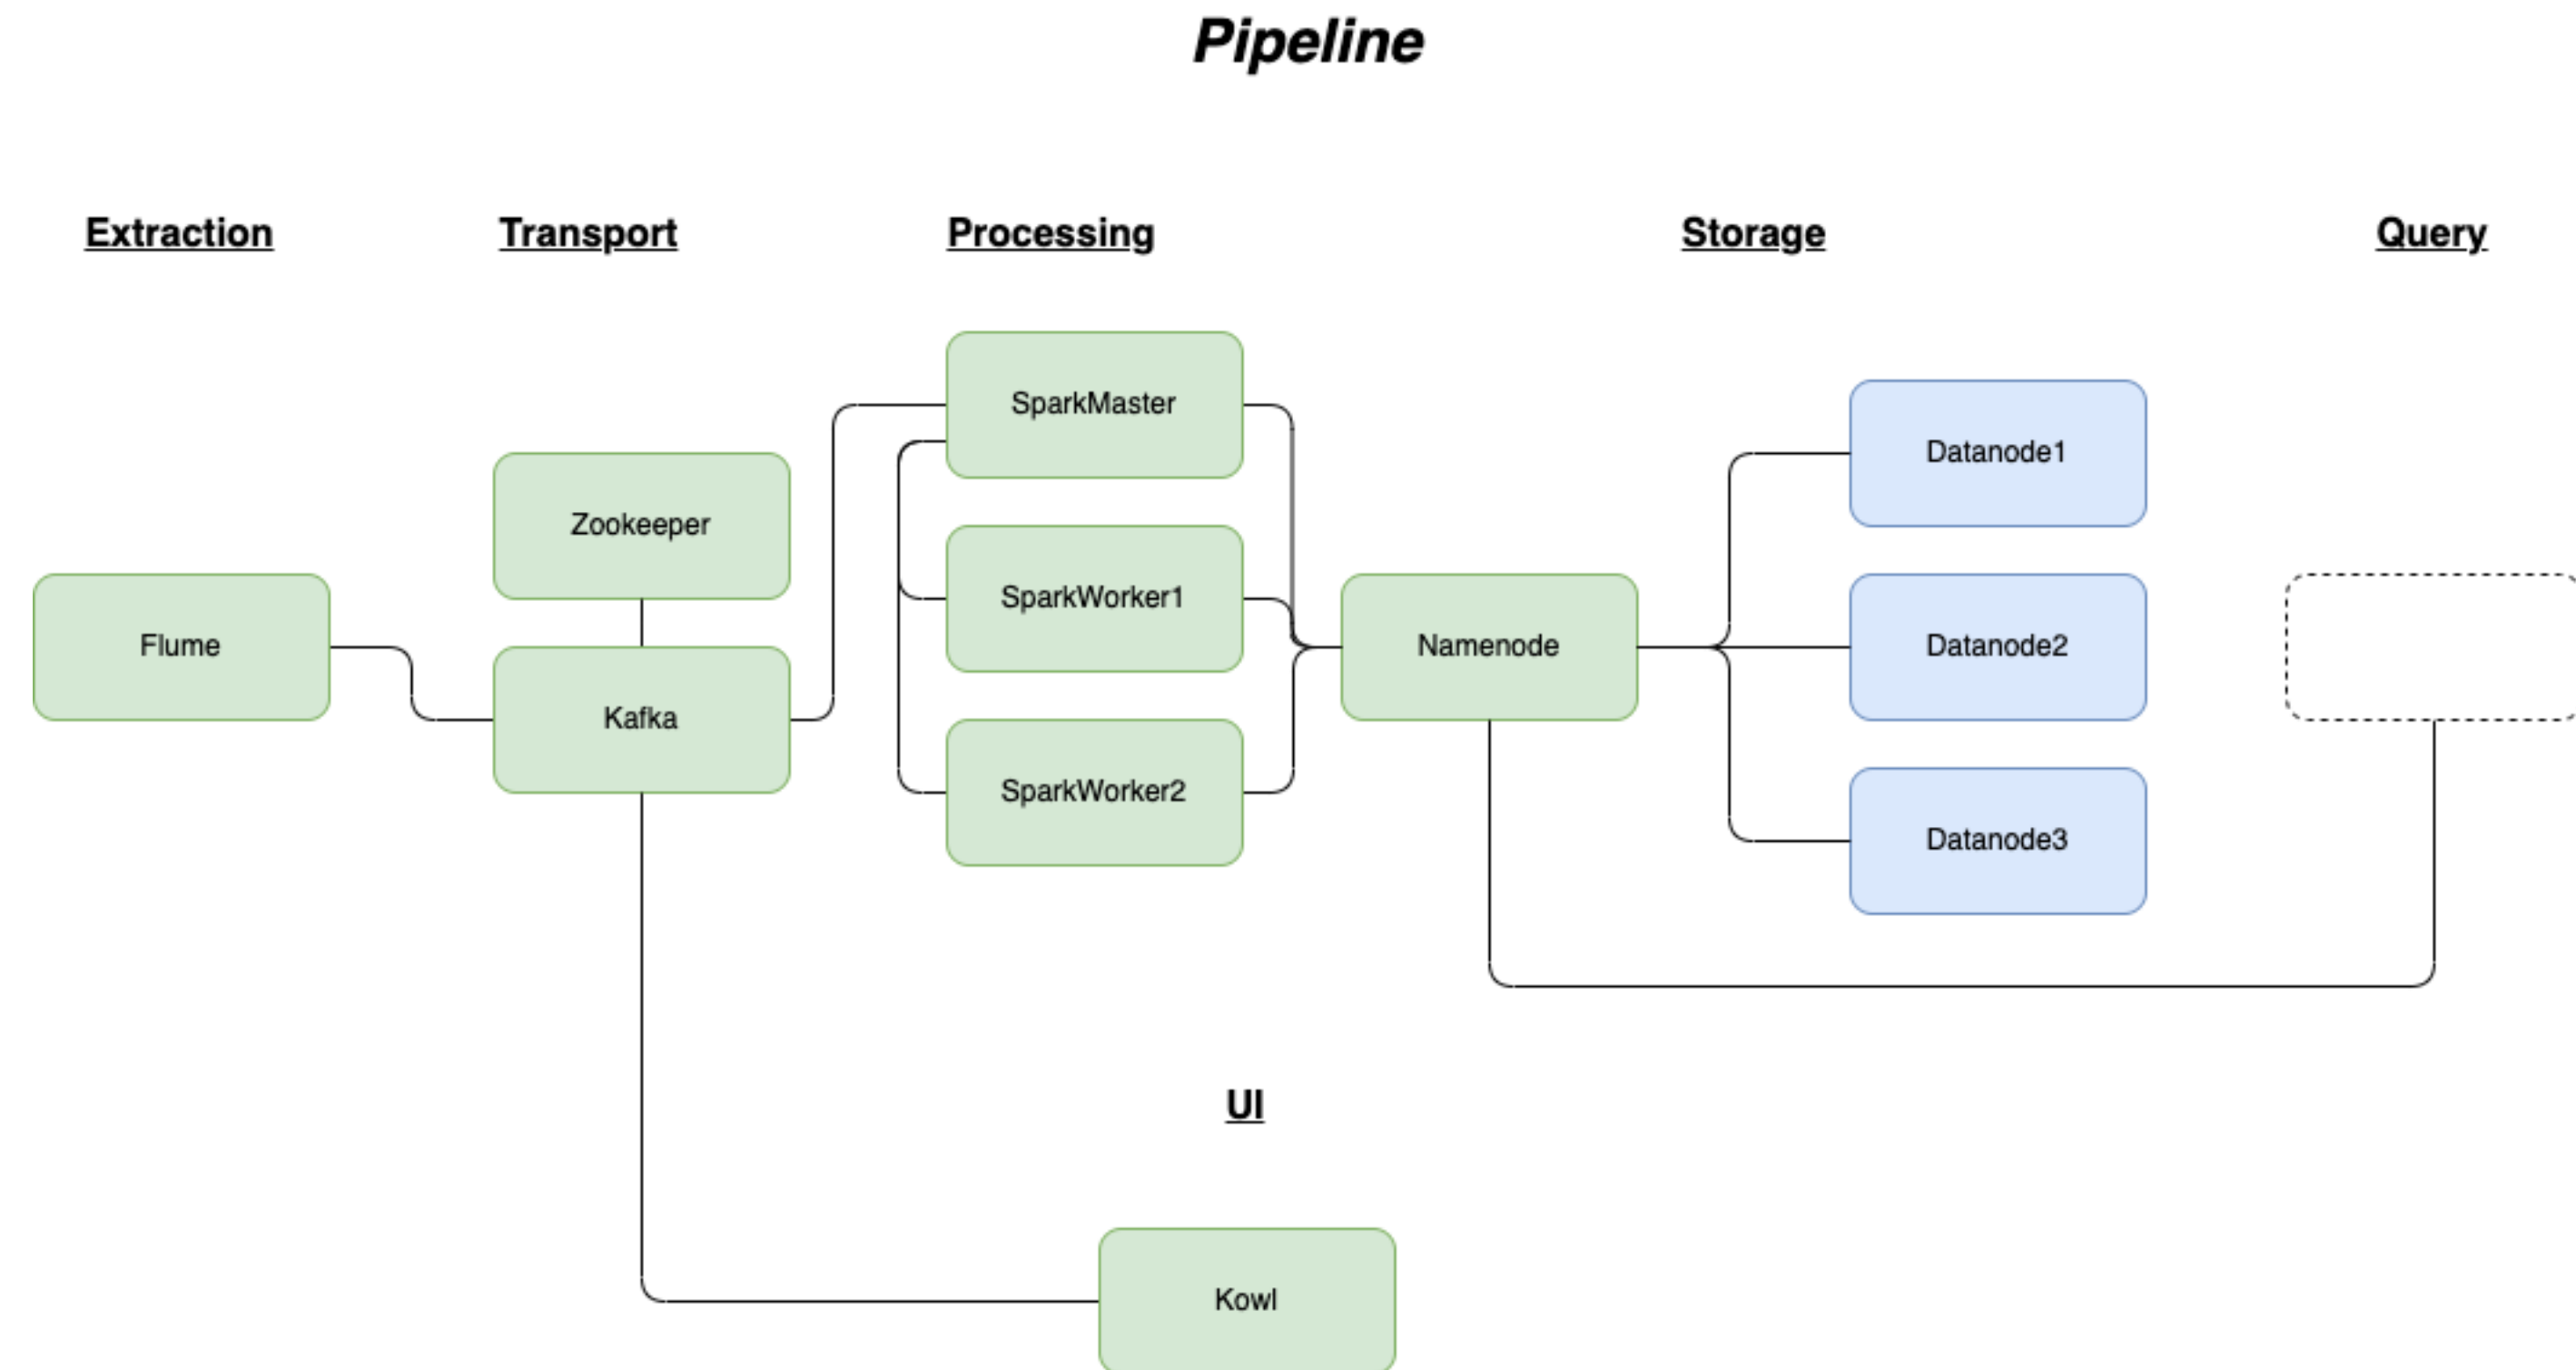 Pipeline
Extraction
Transport
Processing
Storage
Query
SparkMaster
Datanode1
Zookeeper
SparkWorker1
Flume
Namenode
Datanode2
Kafka
SparkWorker2
Datanode3
UI
Kowl